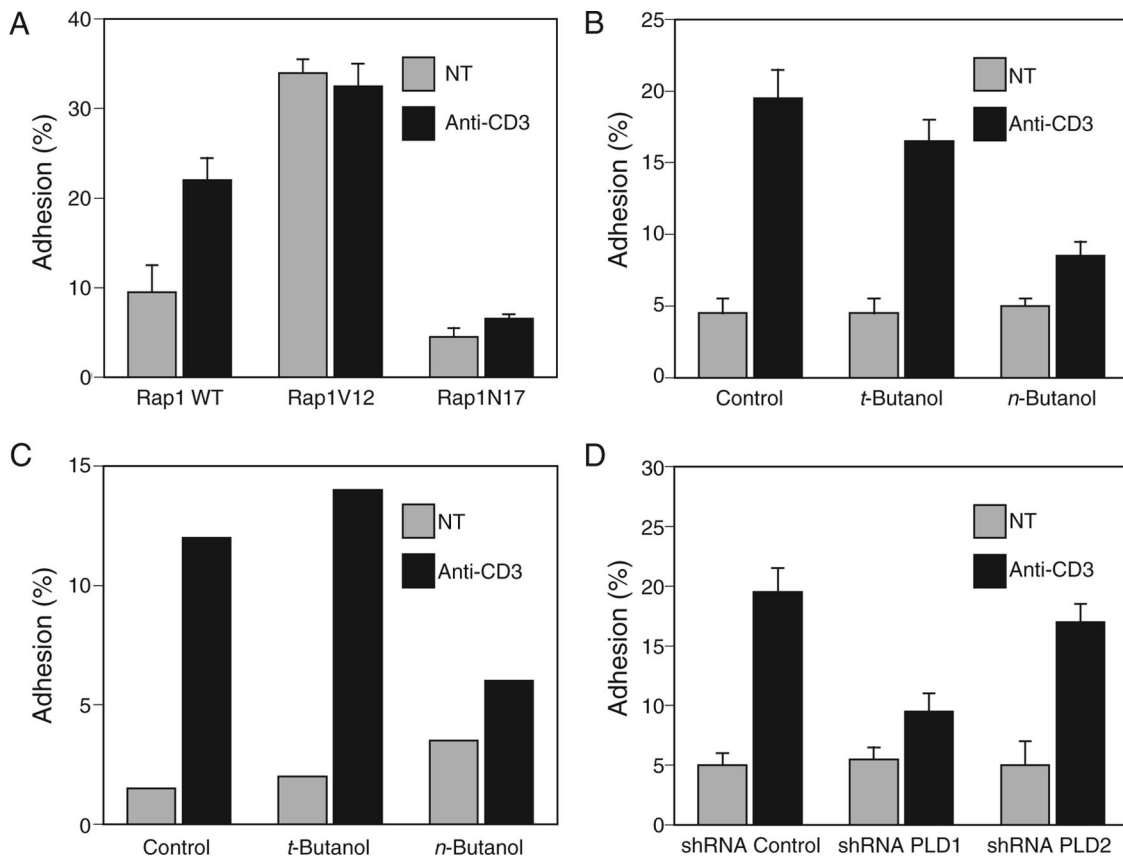 A
Adhesion (%)
40
30
20
10
0
NT
Anti-CD3
Rap1 WT Rap1V12 Rap1N17
B
Adhesion (%)
25
20
15
10
5
0
NT
Anti-CD3
Control t-Butanol n-Butanol
C
Adhesion (%)
15
10
5
0
NT
Anti-CD3
Control t-Butanol n-Butanol
D
Adhesion (%)
30
25
20
15
10
5
0
NT
Anti-CD3
shRNA Control shRNA PLD1 shRNA PLD2